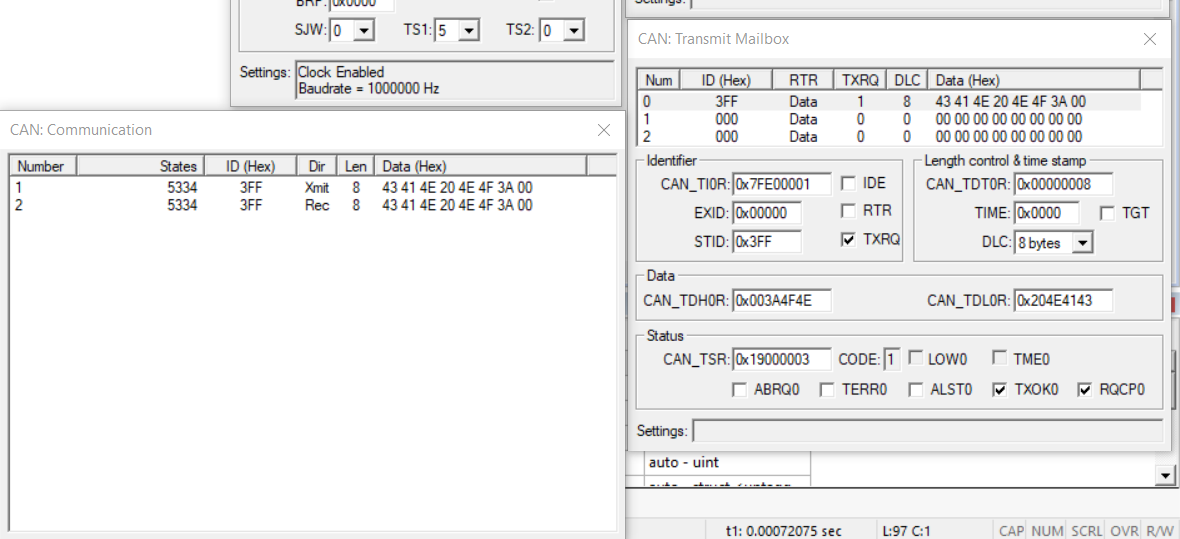 BRP: 0x0000
Settings:
SJW: 0 TS1: 5 TS2: 0
Settings: Clock Enabled
Baudrate = 1000000 Hz
CAN: Transmit Mailbox
Num ID (Hex) RTR TXRQ DLC Data (Hex)
0 3FF Data 1 8 43 41 4E 20 4E 4F 3A 00
1 000 Data 0 0 00 00 00 00 00 00 00 00
2 000 Data 0 0 00 00 00 00 00 00 00 00
Identifier
CAN_TI0R: 0x7FE00001 IDE
EXID: 0x00000 RTR
STID: 0x3FF TXRQ
Length control & time stamp
CAN_TDT0R: 0x00000008
TIME: 0x0000 TGT
DLC: 8 bytes
Data
CAN_TDH0R: 0x003A4F4E CAN_TDL0R: 0x204E4143
Status
CAN_TSR: 0x19000003 CODE: 1 LOW0 TME0
ABRQ0 TERR0 ALST0 TXOK0 RQCP0
Settings:
CAN: Communication
Number States ID (Hex) Dir Len Data (Hex)
1 5334 3FF Xmit 8 43 41 4E 20 4E 4F 3A 00
2 5334 3FF Rec 8 43 41 4E 20 4E 4F 3A 00
auto - uint
t1: 0.00072075 sec L:97 C:1 CAP NUM SCRL OVR R/W